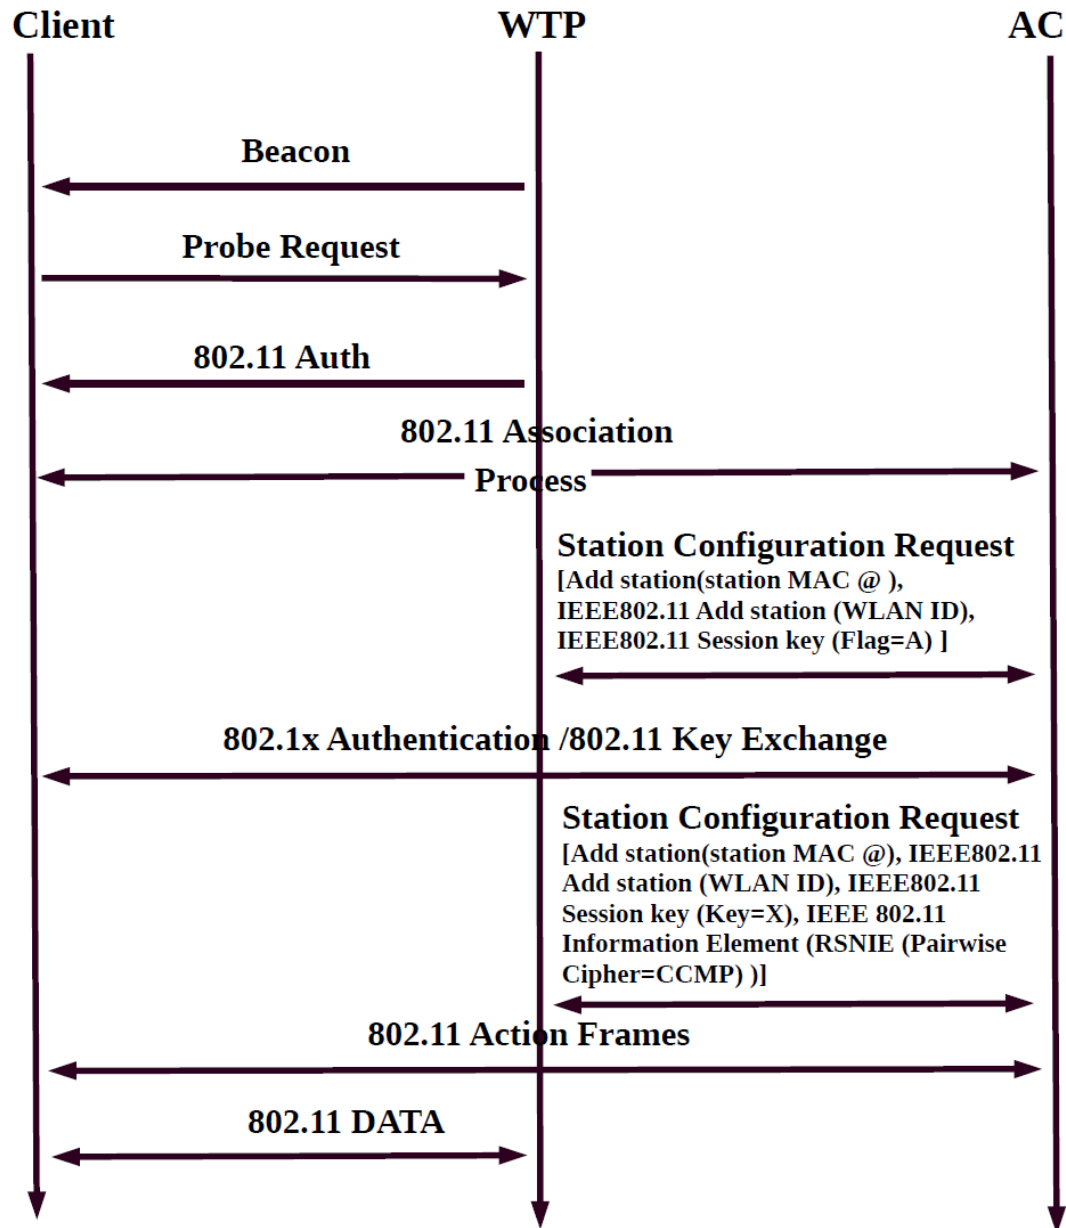 Client WTP AC
Beacon
Probe Request
802.11 Auth
802.11 Association
Process
Station Configuration Request
[Add station(station MAC @ ),
IEEE802.11 Add station (WLAN ID),
IEEE802.11 Session key (Flag=A) ]
802.1x Authentication /802.11 Key Exchange
Station Configuration Request
[Add station(station MAC @), IEEE802.11
Add station (WLAN ID), IEEE802.11
Session key (Key=X), IEEE 802.11
Information Element (RSNIE (Pairwise
Cipher=CCMP) )]
802.11 Action Frames
802.11 DATA